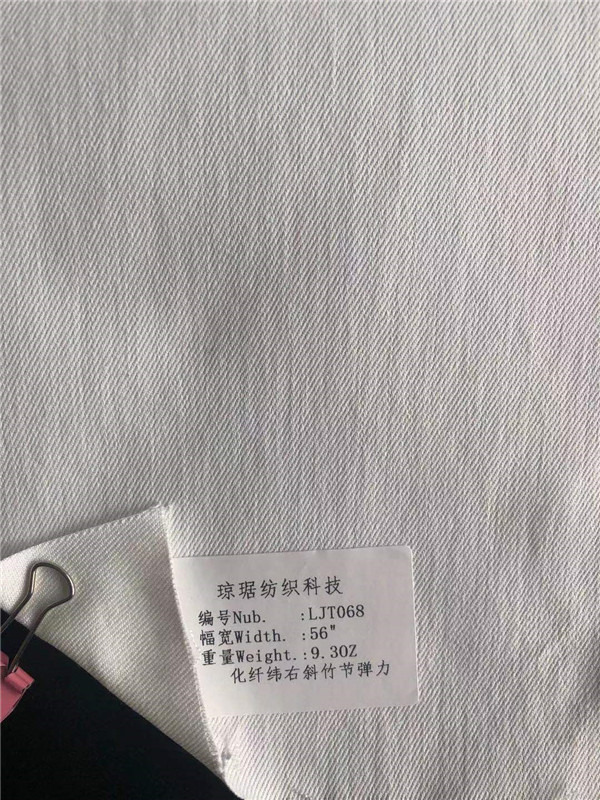 琼琚纺织科技
编号Nub. :LJT068
幅宽Width. :56"
重量Weight.:9.3OZ
化纤纬右斜竹节弹力